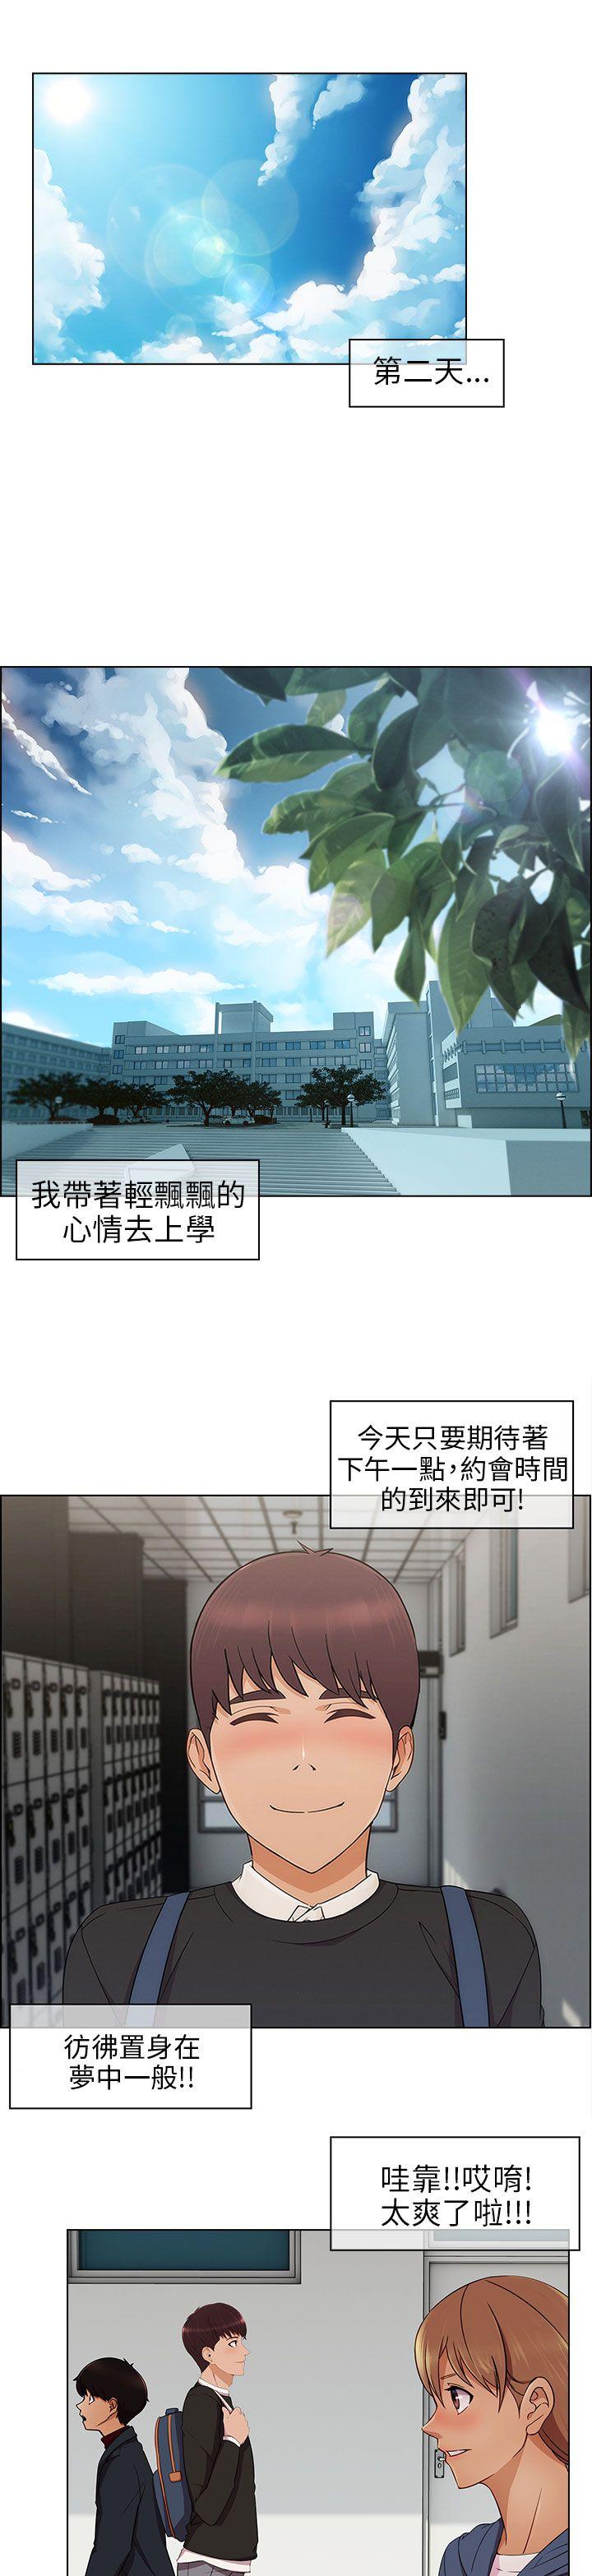 第二天...
我帶著輕飄飄的
心情去上學
今天只要期待著
下午一點,約會時間
的到來即可!
彷彿置身在
夢中一般!!
哇靠!!哎唷!
太爽了啦!!!